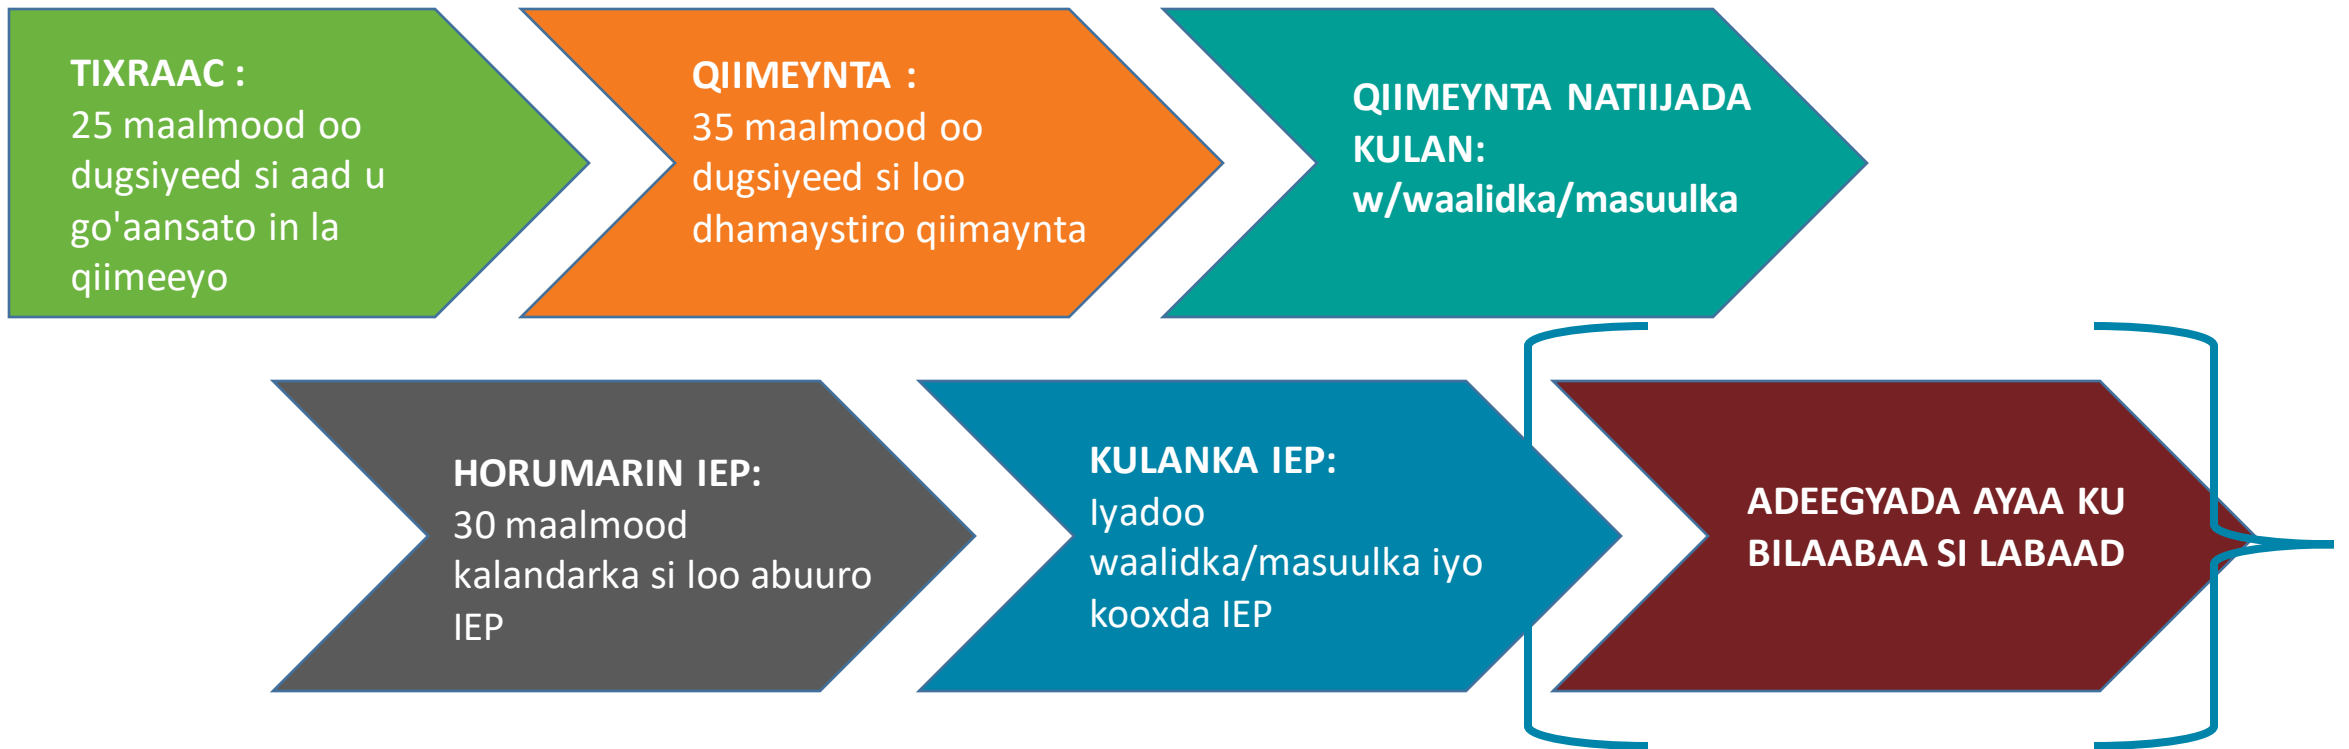 TIXRAAC :
25 maalmood oo
dugsiyeed si aad u
go'aansato in la
qiimeeyo
QIIMEYNTA :
35 maalmood oo
dugsiyeed si loo
dhamaystiro qiimaynta
QIIMEYNTA NATIIJADA
KULAN:
w/waalidka/masuulka
HORUMARIN IEP:
30 maalmood
kalandarka si loo abuuro
IEP
KULANKA IEP:
Iyadoo
waalidka/masuulka iyo
kooxda IEP
ADEEGYADA AYAA KU
BILAABAA SI LABAAD